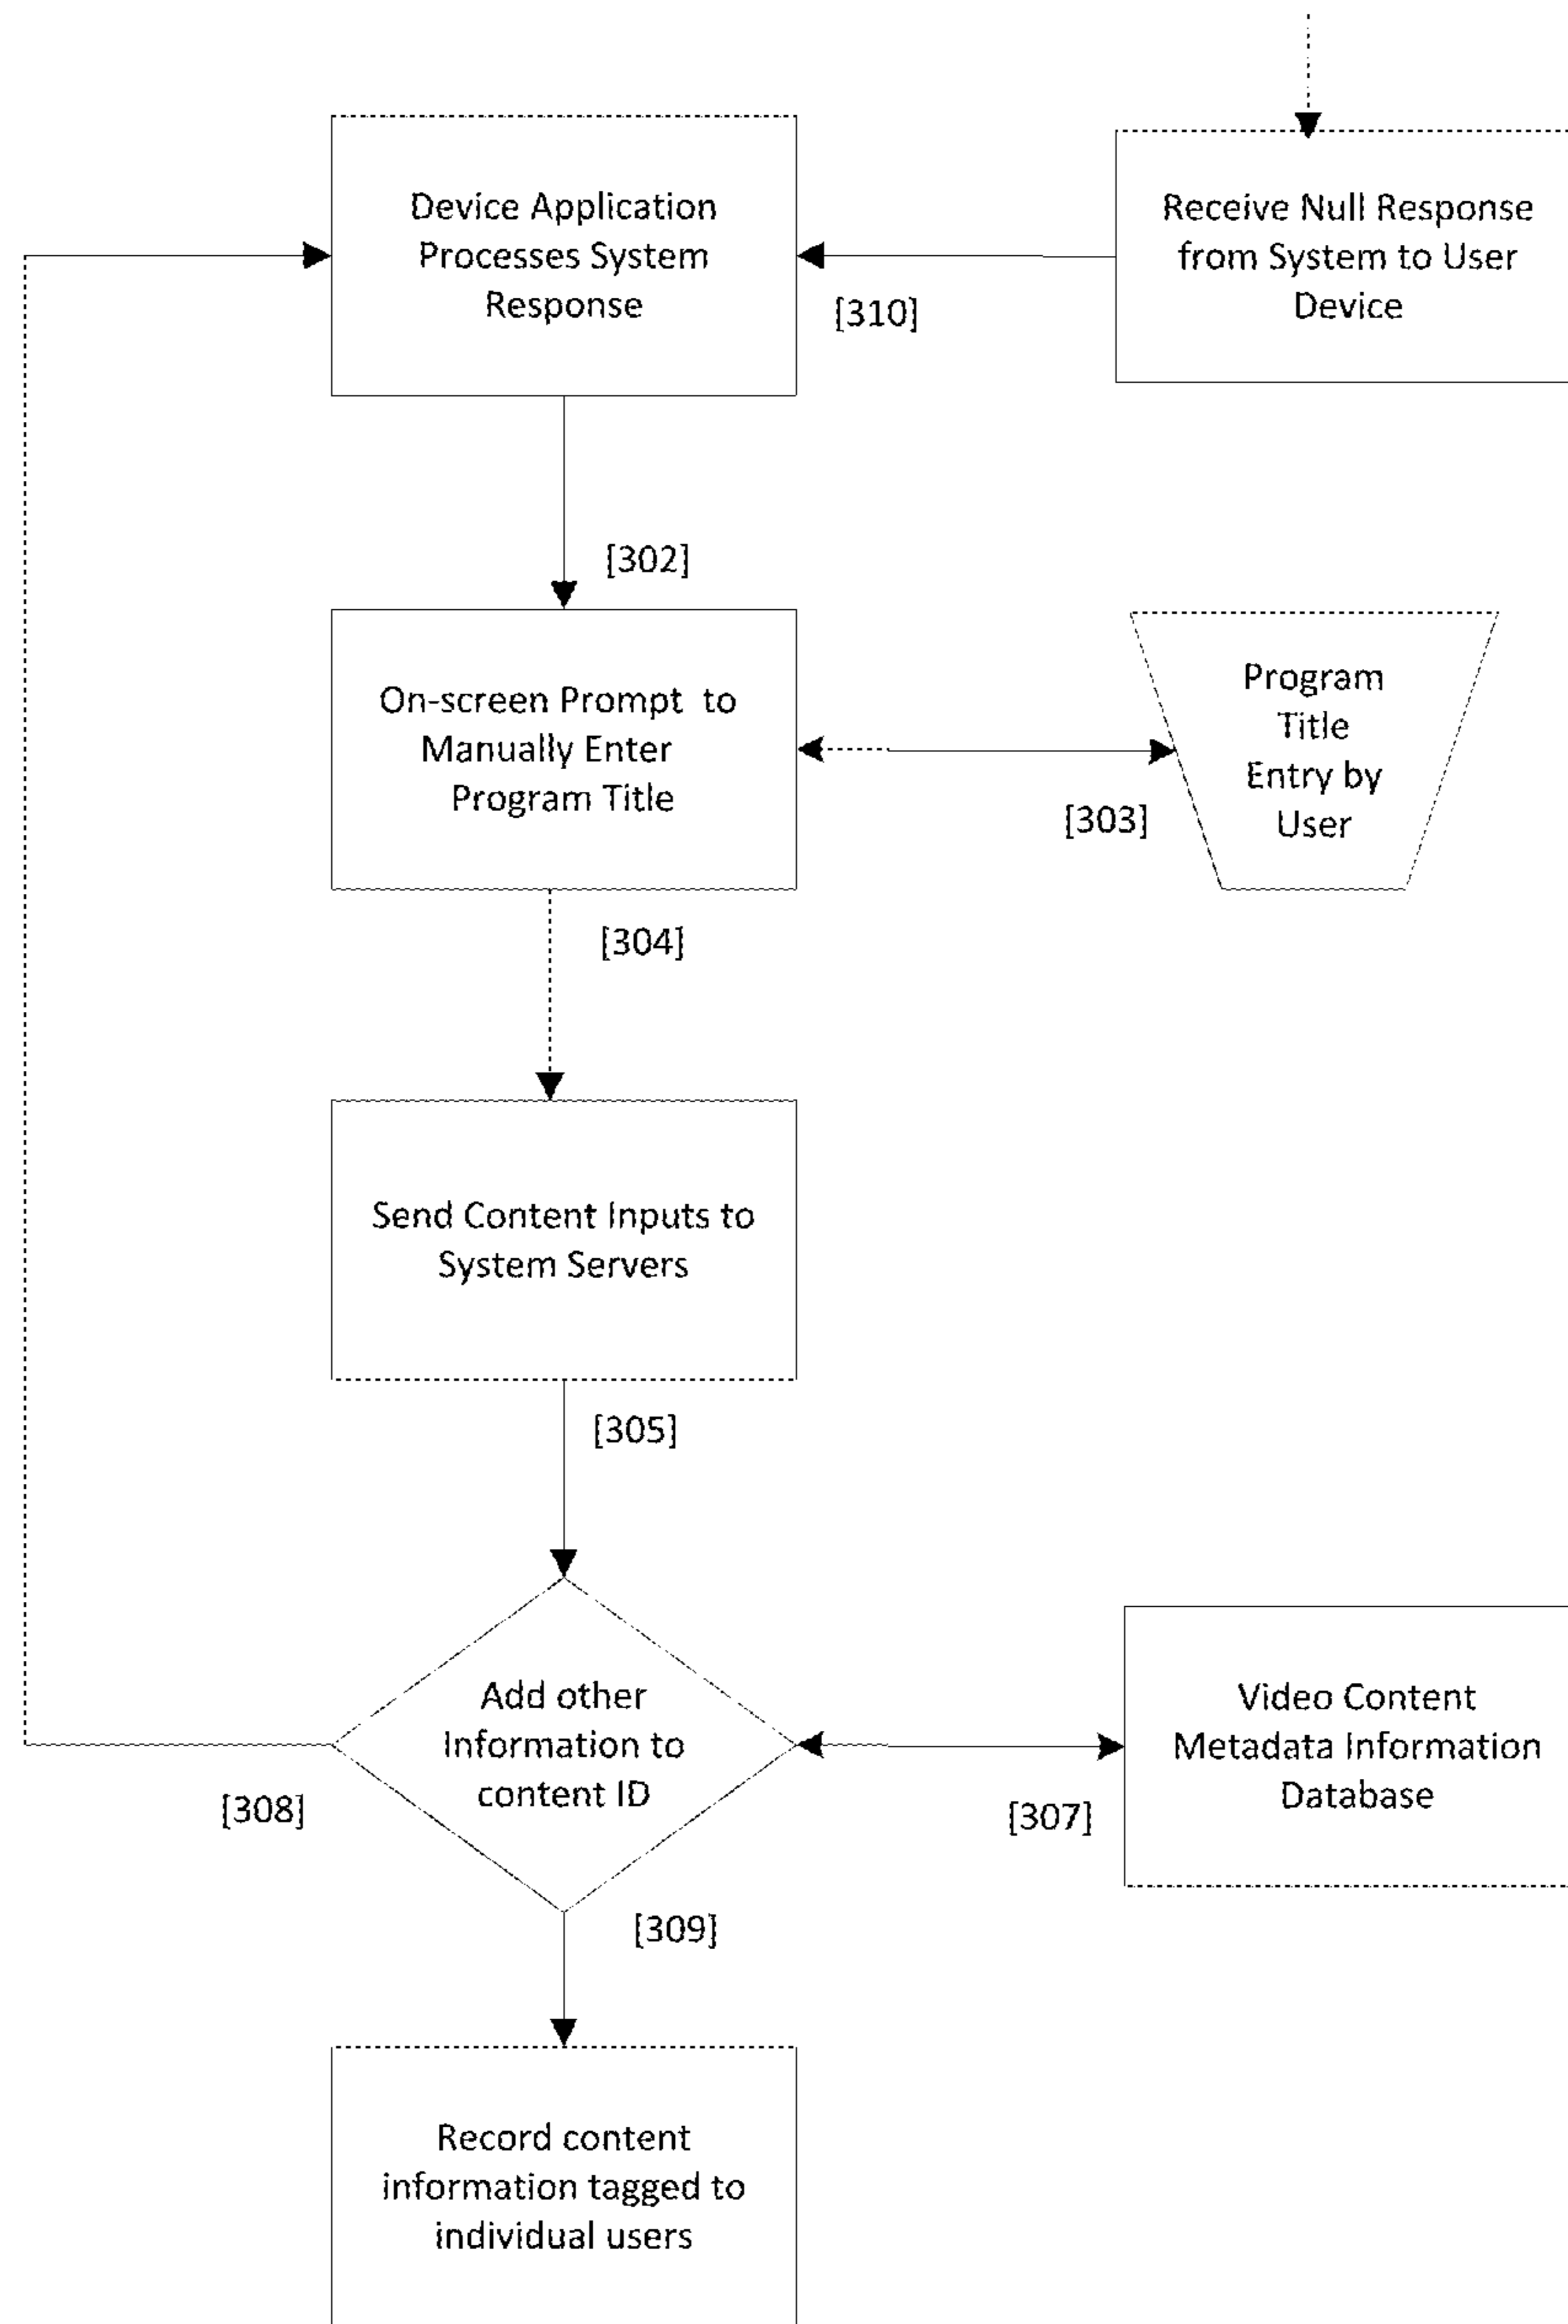 Device Application
Processes System
Response
Receive Null Response
from System to User
Device
[310]
[302]
On-screen Prompt to
Manually Enter
Program Title
Program
Title
Entry by
User
[303]
[304]
Send Content Inputs to
System Servers
[305]
Add other
Information to
content ID
Video Content
Metadata Information
Database
[308]
[307]
[309]
Record content
information tagged to
individual users